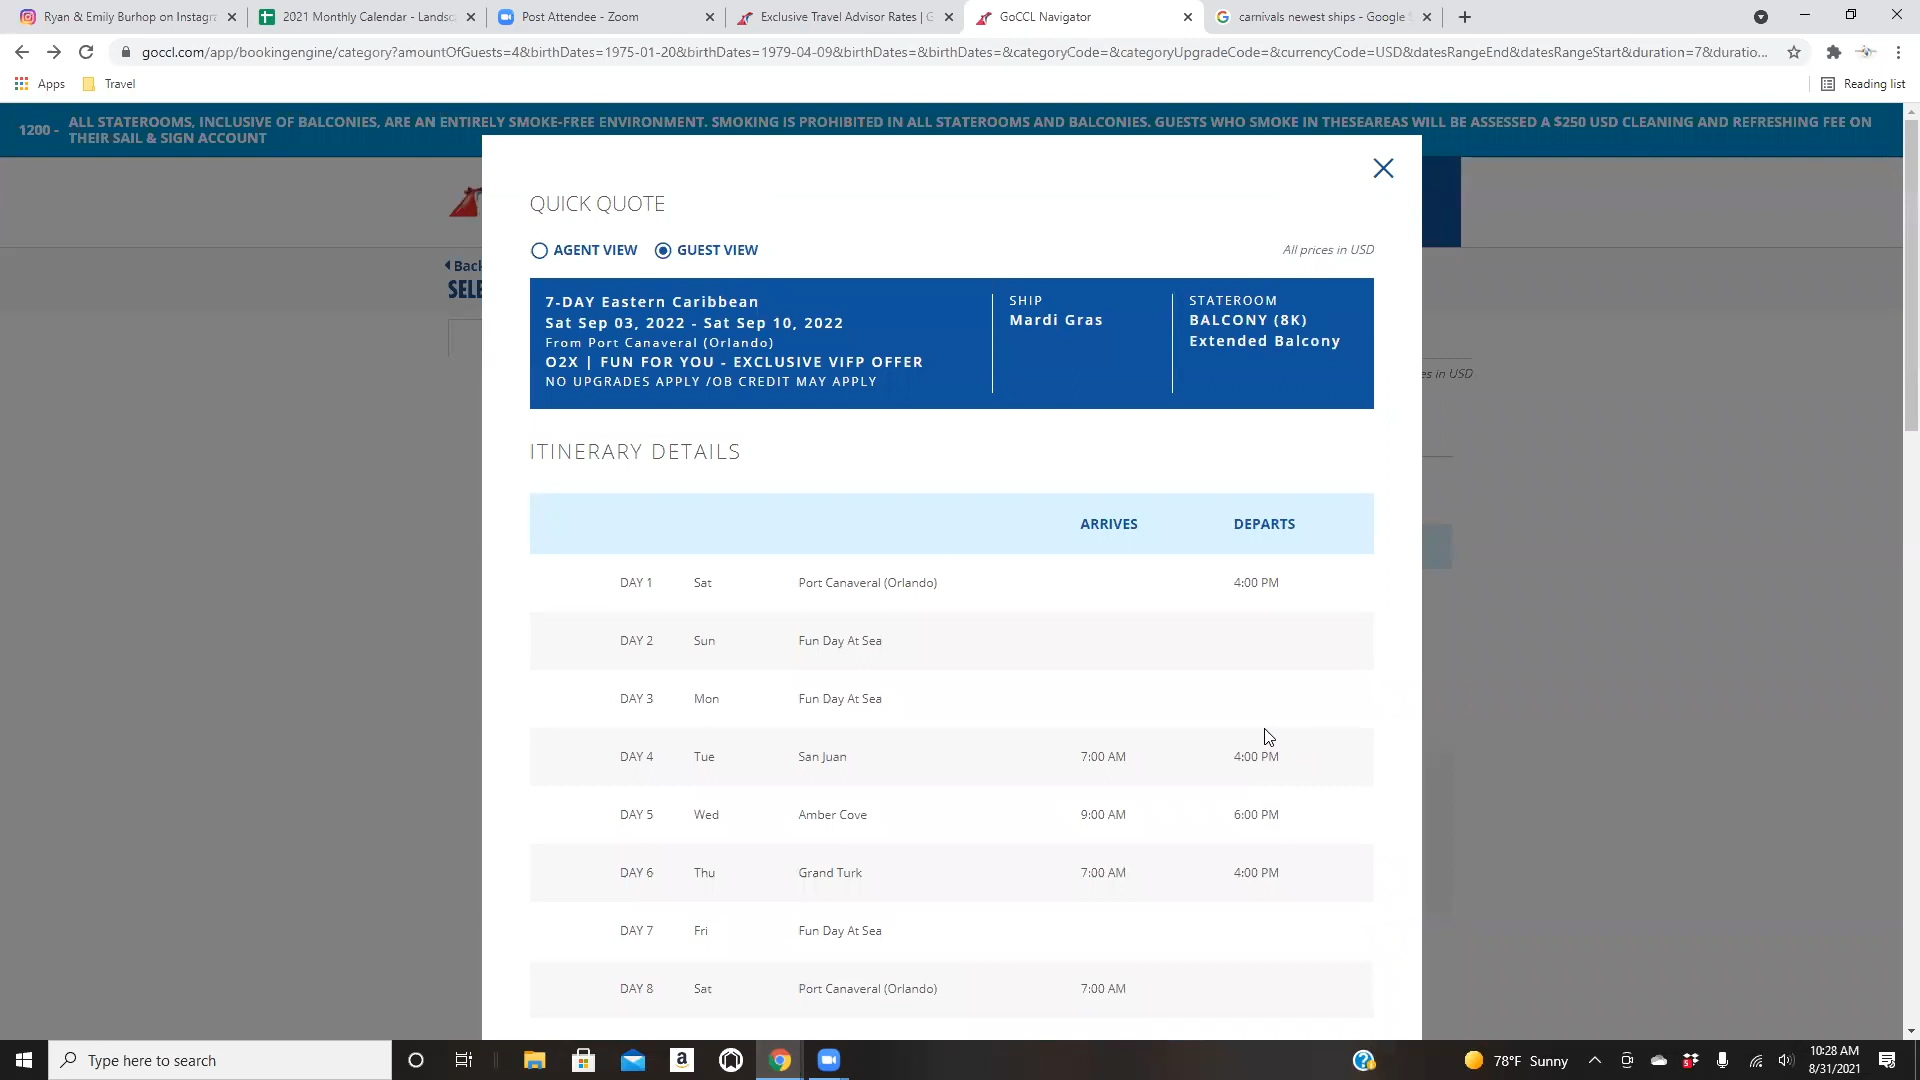 Ryan & Emily Burhop on Instagra
2021 Monthly Calendar - Landsc
Post Attendee - Zoom
Exclusive Travel Advisor Rates | G
GoCCL Navigator
carnivals newest ships - Google S
goccl.com/app/bookingengine/category?amountOfGuests=4&birthDates=1975-01-20&birthDates=1979-04-09&birthDates=&birthDates=&categoryCode=&categoryUpgradeCode=&currencyCode=USD&datesRangeEnd&datesRangeStart&duration=7&duratio...
Apps
Travel
Reading list
1200 -
ALL STATEROOMS, INCLUSIVE OF BALCONIES, ARE AN ENTIRELY SMOKE-FREE ENVIRONMENT. SMOKING IS PROHIBITED IN ALL STATEROOMS AND BALCONIES. GUESTS WHO SMOKE IN THESEAREAS WILL BE ASSESSED A $250 USD CLEANING AND REFRESHING FEE ON
THEIR SAIL & SIGN ACCOUNT
QUICK QUOTE
AGENT VIEW
GUEST VIEW
All prices in USD
Back
SELE
7-DAY Eastern Caribbean
Sat Sep 03, 2022 - Sat Sep 10, 2022
From Port Canaveral (Orlando)
O2X | FUN FOR YOU - EXCLUSIVE VIFP OFFER
NO UPGRADES APPLY /OB CREDIT MAY APPLY
SHIP
Mardi Gras
STATEROOM
BALCONY (8K)
Extended Balcony
es in USD
ITINERARY DETAILS
ARRIVES DEPARTS
DAY 1 Sat Port Canaveral (Orlando) 4:00 PM
DAY 2 Sun Fun Day At Sea
DAY 3 Mon Fun Day At Sea
DAY 4 Tue San Juan 7:00 AM 4:00 PM
DAY 5 Wed Amber Cove 9:00 AM 6:00 PM
DAY 6 Thu Grand Turk 7:00 AM 4:00 PM
DAY 7 Fri Fun Day At Sea
DAY 8 Sat Port Canaveral (Orlando) 7:00 AM
Type here to search
78°F Sunny
10:28 AM
8/31/2021